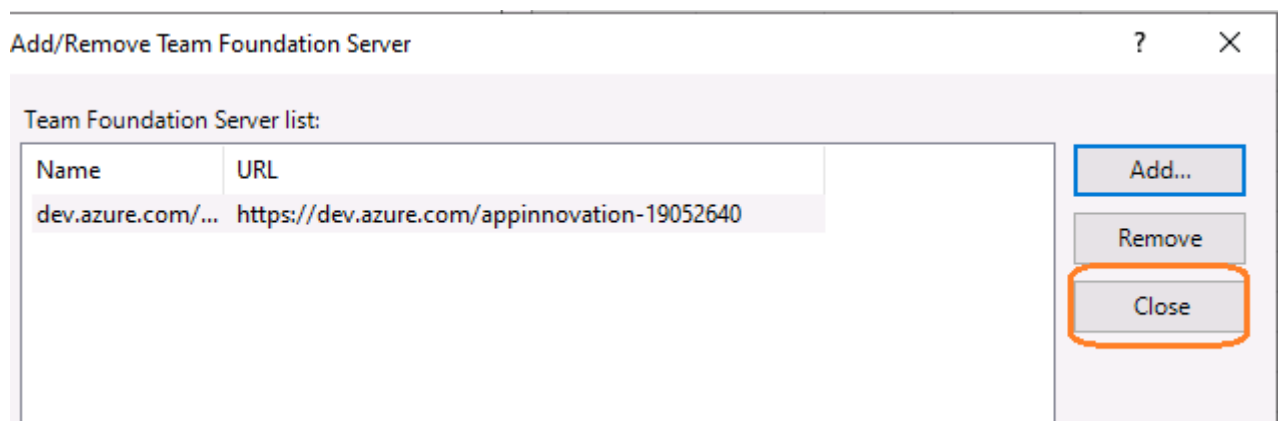 Add/Remove Team Foundation Server ?
Team Foundation Server list:
Name URL Add...
dev.azure.com/... https://dev.azure.com/appinnovation-19052640
Remove
Close